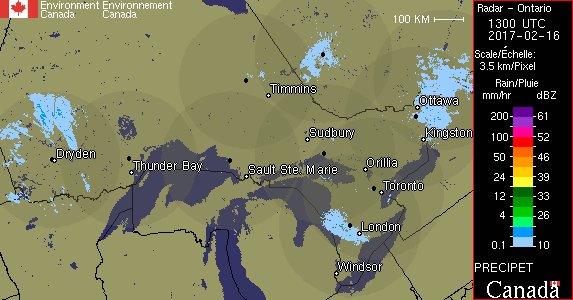 Environment Environnement
Canada Canada
100 KM
Timmins
Ottawa
Sudbury
Kingston
Dryden
Thunder Bay
Sault Ste. Marie
Orillia
Toronto
London
Windsor
Radar - Ontario
1300 UTC
2017-02-16
Scale/Échelle:
3.5 km/Pixel
Rain/Pluie
mm/hr dBZ
200 61
100 52
50 46
24 39
12 33
4 26
0.1 10
PRECIPET
Canada